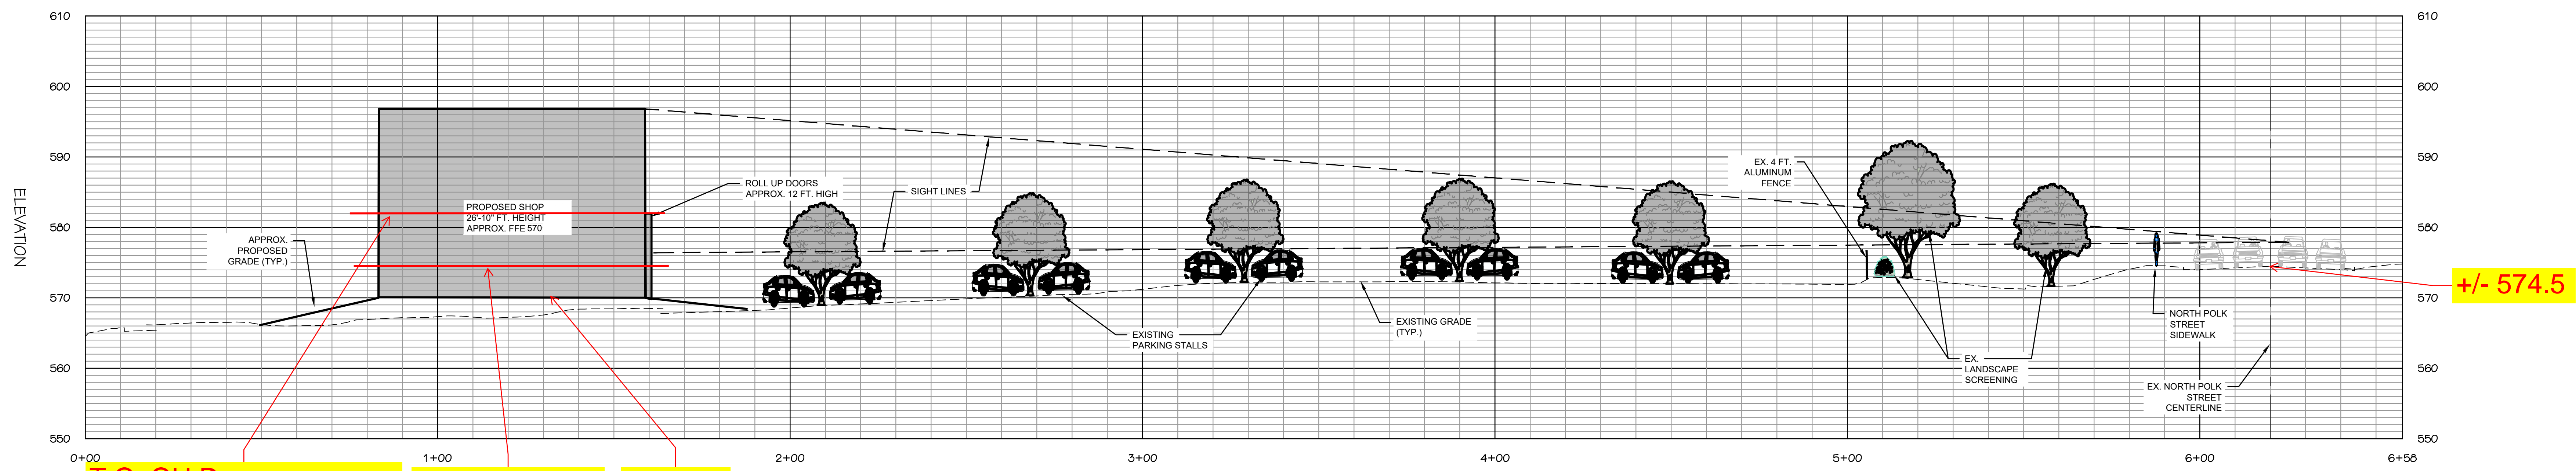 610
600
590
580
570
560
550
ELEVATION
610
600
590
580
570
560
550
APPROX.
PROPOSED
GRADE (TYP.)
PROPOSED SHOP
26'-10" FT. HEIGHT
APPROX. FFE 570
ROLL UP DOORS
APPROX. 12 FT. HIGH
SIGHT LINES
EXISTING
PARKING STALLS
EXISTING GRADE
(TYP.)
EX. 4 FT.
ALUMINUM
FENCE
EX.
LANDSCAPE
SCREENING
NORTH POLK
STREET
SIDEWALK
EX. NORTH POLK
STREET
CENTERLINE
+/- 574.5
0+00
1+00
2+00
3+00
4+00
5+00
6+00
6+58